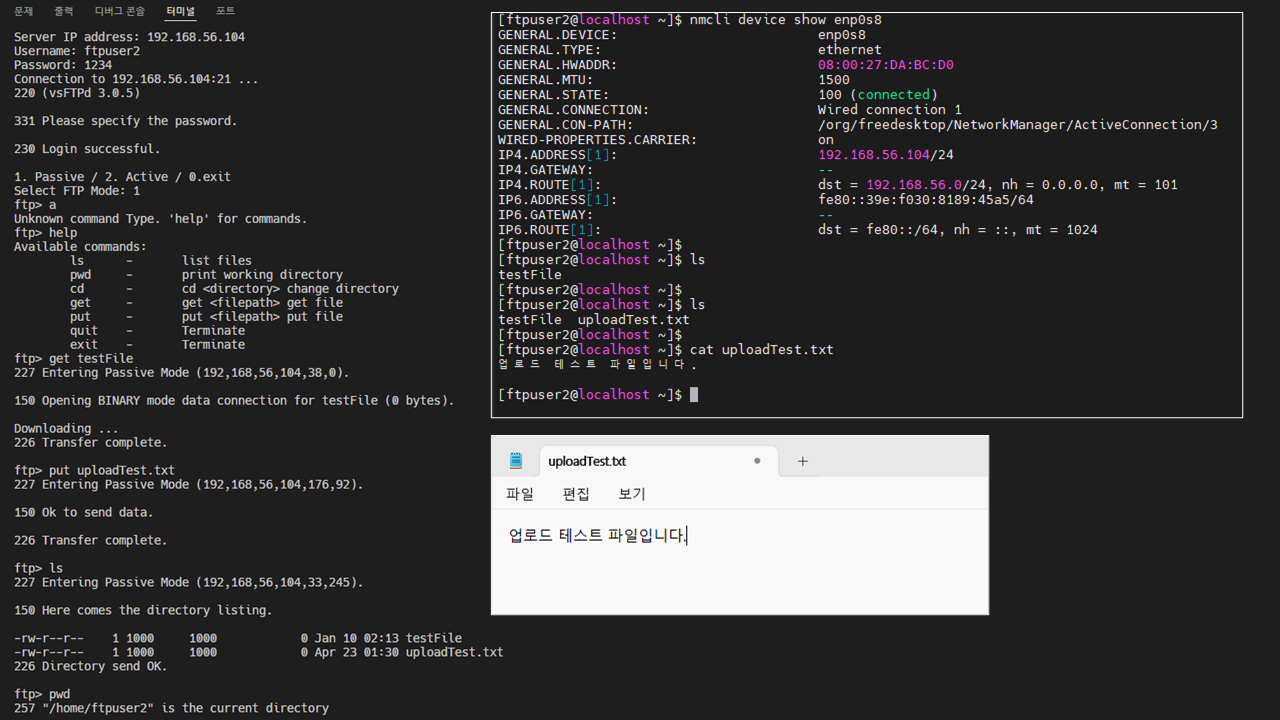 문제 출력 디버그 콘솔 터미널 포트
Server IP address: 192.168.56.104
Username: ftpuser2
Password: 1234
Connection to 192.168.56.104:21 ...
220 (vsFTPd 3.0.5)
331 Please specify the password.
230 Login successful.
1. Passive / 2. Active / 0.exit
Select FTP Mode: 1
ftp> a
Unknown command Type. 'help' for commands.
ftp> help
Available commands:
ls - list files
pwd - print working directory
cd - cd <directory> change directory
get - get <filepath> get file
put - put <filepath> put file
quit - Terminate
exit - Terminate
ftp> get testFile
227 Entering Passive Mode (192,168,56,104,38,0).
150 Opening BINARY mode data connection for testFile (0 bytes).
Downloading ...
226 Transfer complete.
ftp> put uploadTest.txt
227 Entering Passive Mode (192,168,56,104,176,92).
150 Ok to send data.
226 Transfer complete.
ftp> ls
227 Entering Passive Mode (192,168,56,104,33,245).
150 Here comes the directory listing.
-rw-r--r-- 1 1000 1000 0 Jan 10 02:13 testFile
-rw-r--r-- 1 1000 1000 0 Apr 23 01:30 uploadTest.txt
226 Directory send OK.
ftp> pwd
257 "/home/ftpuser2" is the current directory
[ftpuser2@localhost ~]$ nmcli device show enp0s8
GENERAL.DEVICE: enp0s8
GENERAL.TYPE: ethernet
GENERAL.HWADDR: 08:00:27:DA:BC:D0
GENERAL.MTU: 1500
GENERAL.STATE: 100 (connected)
GENERAL.CONNECTION: Wired connection 1
GENERAL.CON-PATH: /org/freedesktop/NetworkManager/ActiveConnection/3
WIRED-PROPERTIES.CARRIER: on
IP4.ADDRESS[1]: 192.168.56.104/24
IP4.GATEWAY: --
IP4.ROUTE[1]: dst = 192.168.56.0/24, nh = 0.0.0.0, mt = 101
IP6.ADDRESS[1]: fe80::39e:f030:8189:45a5/64
IP6.GATEWAY: --
IP6.ROUTE[1]: dst = fe80::/64, nh = ::, mt = 1024
[ftpuser2@localhost ~]$
[ftpuser2@localhost ~]$ ls
testFile
[ftpuser2@localhost ~]$
[ftpuser2@localhost ~]$ ls
testFile uploadTest.txt
[ftpuser2@localhost ~]$
[ftpuser2@localhost ~]$ cat uploadTest.txt
업로드 테스트 파일입니다.
[ftpuser2@localhost ~]$
uploadTest.txt
파일 편집 보기
업로드 테스트 파일입니다.